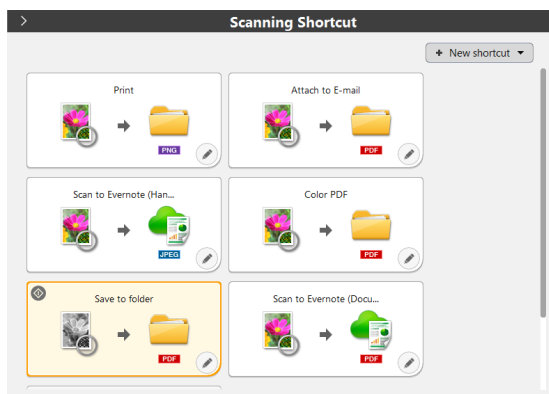 Scanning Shortcut
+ New shortcut
Print
PNG
Attach to E-mail
PDF
Scan to Evernote (Han...
JPEG
Color PDF
PDF
Save to folder
PDF
Scan to Evernote (Docu...
PDF